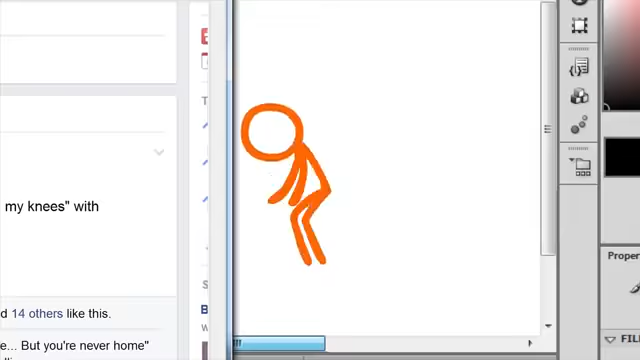 my knees" with
d 14 others like this.
e... But you're never home"
T
B
w
Proper
FIL